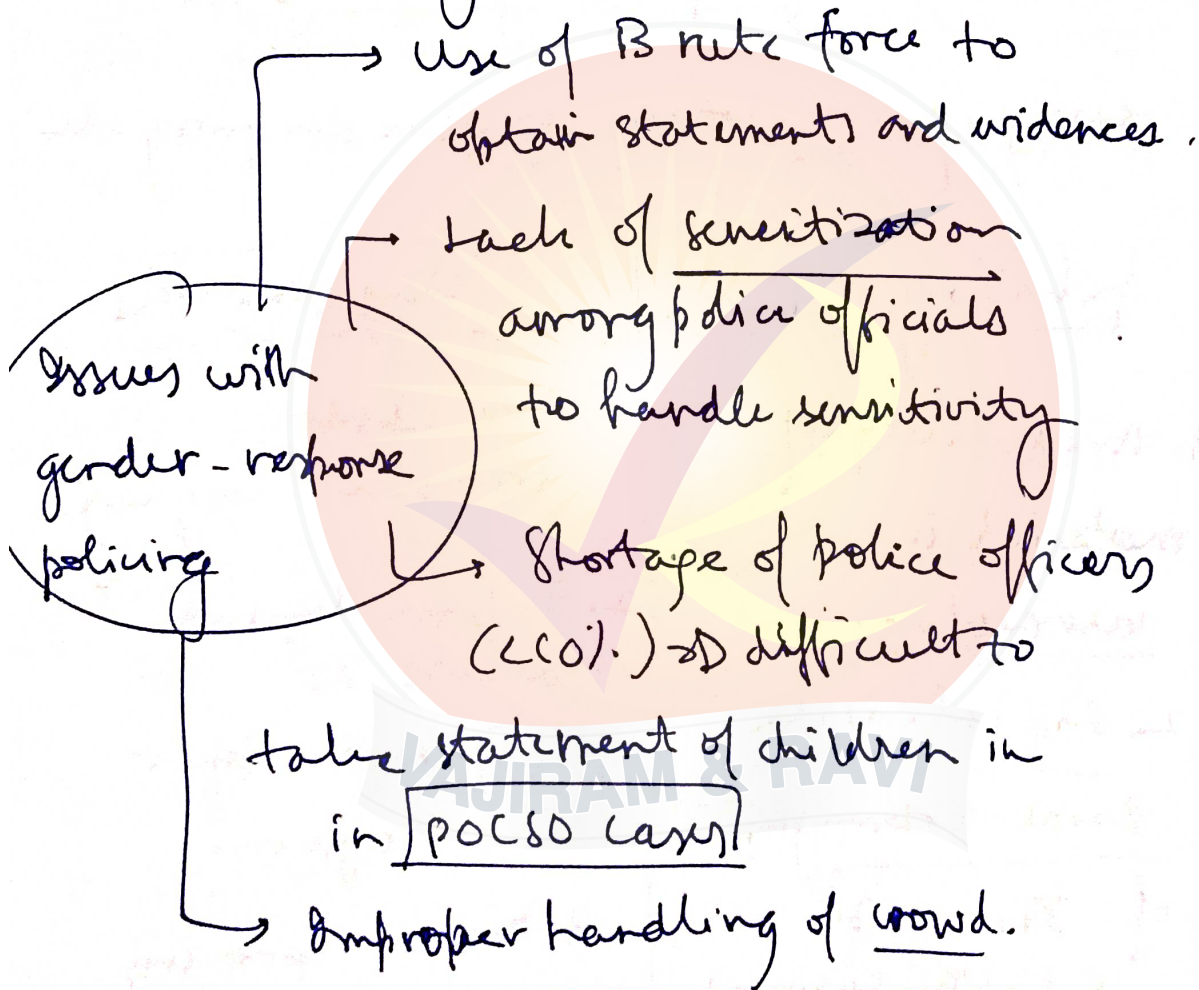 → Use of Brute force to
obtain statements and evidences.
→ Lack of sensitization
among police officials
to handle sensitivity
Issues with
gender-response
policing
→ Shortage of police officers
(<10%.) ⇒ difficult to
take statement of children in
in POCSO cases
→ Improper handling of crowd.
VAJIRAM & RAVI